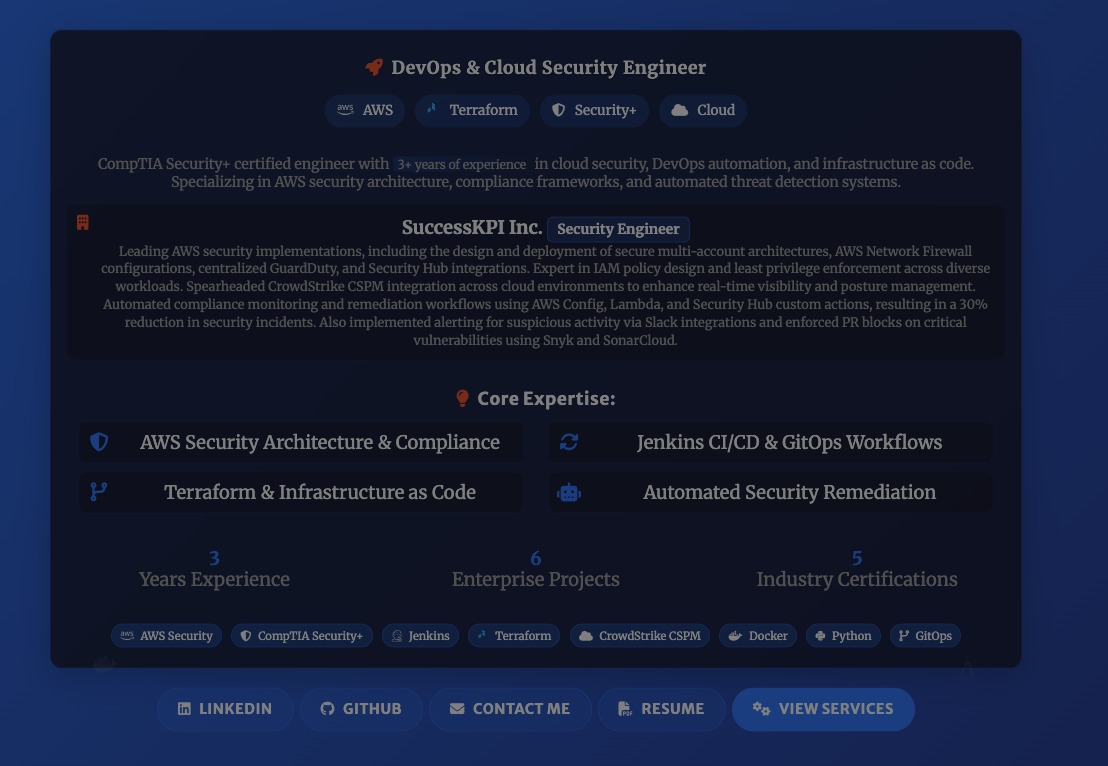 DevOps & Cloud Security Engineer
aws AWS Terraform Security+ Cloud
CompTIA Security+ certified engineer with 3+ years of experience in cloud security, DevOps automation, and infrastructure as code.
Specializing in AWS security architecture, compliance frameworks, and automated threat detection systems.
SuccessKPI Inc. Security Engineer
Leading AWS security implementations, including the design and deployment of secure multi-account architectures, AWS Network Firewall
configurations, centralized GuardDuty, and Security Hub integrations. Expert in IAM policy design and least privilege enforcement across diverse
workloads. Spearheaded CrowdStrike CSPM integration across cloud environments to enhance real-time visibility and posture management.
Automated compliance monitoring and remediation workflows using AWS Config, Lambda, and Security Hub custom actions, resulting in a 30%
reduction in security incidents. Also implemented alerting for suspicious activity via Slack integrations and enforced PR blocks on critical
vulnerabilities using Snyk and SonarCloud.
Core Expertise:
AWS Security Architecture & Compliance
Jenkins CI/CD & GitOps Workflows
Terraform & Infrastructure as Code
Automated Security Remediation
3
Years Experience
6
Enterprise Projects
5
Industry Certifications
aws AWS Security CompTIA Security+ Jenkins Terraform CrowdStrike CSPM Docker Python GitOps
LINKEDIN GITHUB CONTACT ME PDF RESUME VIEW SERVICES